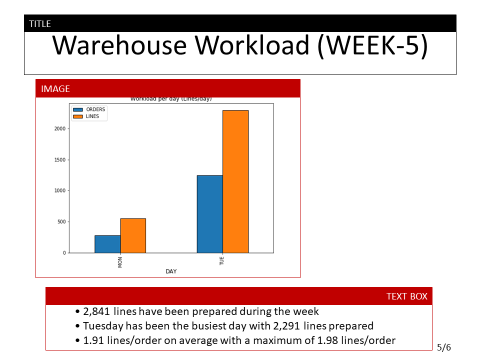 TITLE
Warehouse Workload (WEEK-5)
IMAGE
Workload per day (Lines/day)
ORDERS
LINES
2000
1500
1000
500
0
MON
TUE
DAY
TEXT BOX
• 2,841 lines have been prepared during the week
• Tuesday has been the busiest day with 2,291 lines prepared
• 1.91 lines/order on average with a maximum of 1.98 lines/order
5/6